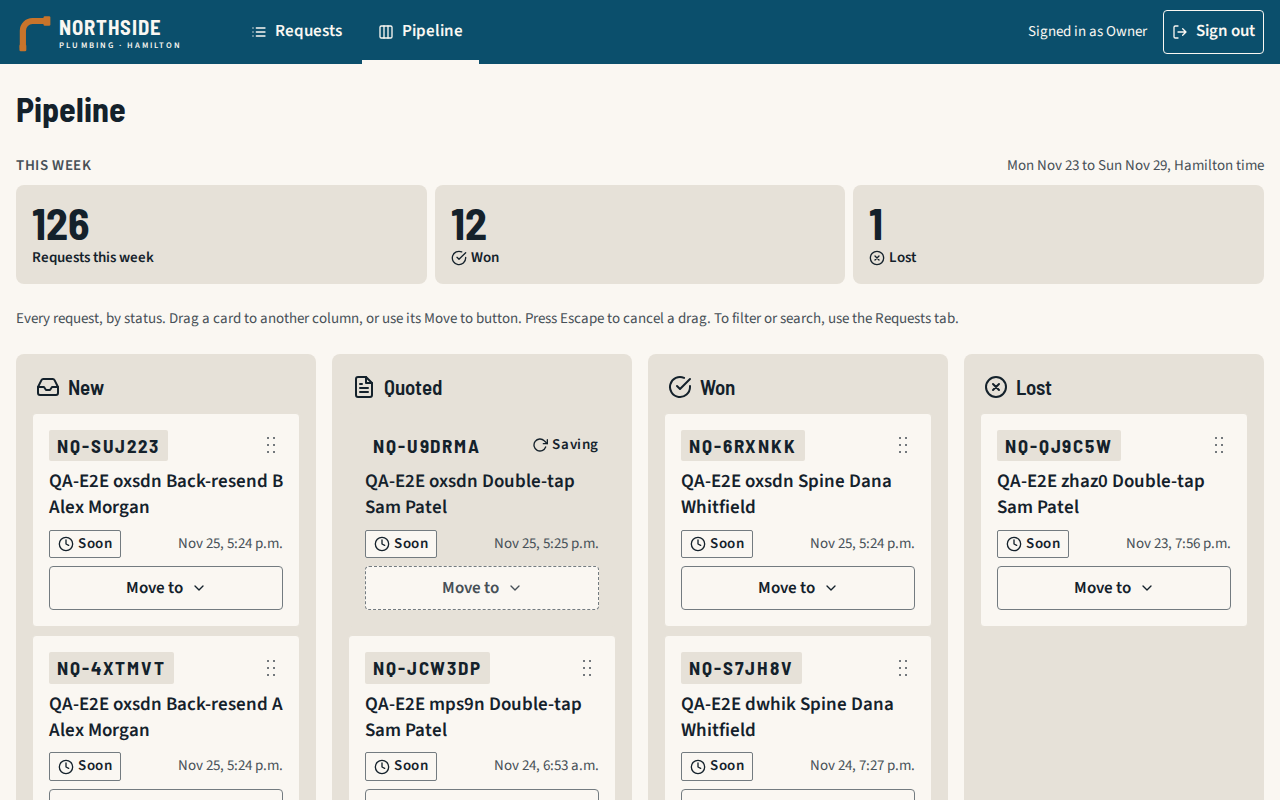 NORTHSIDE
PLUMBING · HAMILTON
Requests
Pipeline
Signed in as Owner
Sign out
Pipeline
THIS WEEK
Mon Nov 23 to Sun Nov 29, Hamilton time
126
Requests this week
12
Won
1
Lost
Every request, by status. Drag a card to another column, or use its Move to button. Press Escape to cancel a drag. To filter or search, use the Requests tab.
New
NQ-SUJ223
QA-E2E oxsdn Back-resend B
Alex Morgan
Soon
Nov 25, 5:24 p.m.
Move to
NQ-4XTMVT
QA-E2E oxsdn Back-resend A
Alex Morgan
Soon
Nov 25, 5:24 p.m.
Quoted
NQ-U9DRMA
Saving
QA-E2E oxsdn Double-tap
Sam Patel
Soon
Nov 25, 5:25 p.m.
Move to
NQ-JCW3DP
QA-E2E mps9n Double-tap
Sam Patel
Soon
Nov 24, 6:53 a.m.
Won
NQ-6RXNKK
QA-E2E oxsdn Spine Dana
Whitfield
Soon
Nov 25, 5:24 p.m.
Move to
NQ-S7JH8V
QA-E2E dwhik Spine Dana
Whitfield
Soon
Nov 24, 7:27 p.m.
Lost
NQ-QJ9C5W
QA-E2E zhaz0 Double-tap
Sam Patel
Soon
Nov 23, 7:56 p.m.
Move to